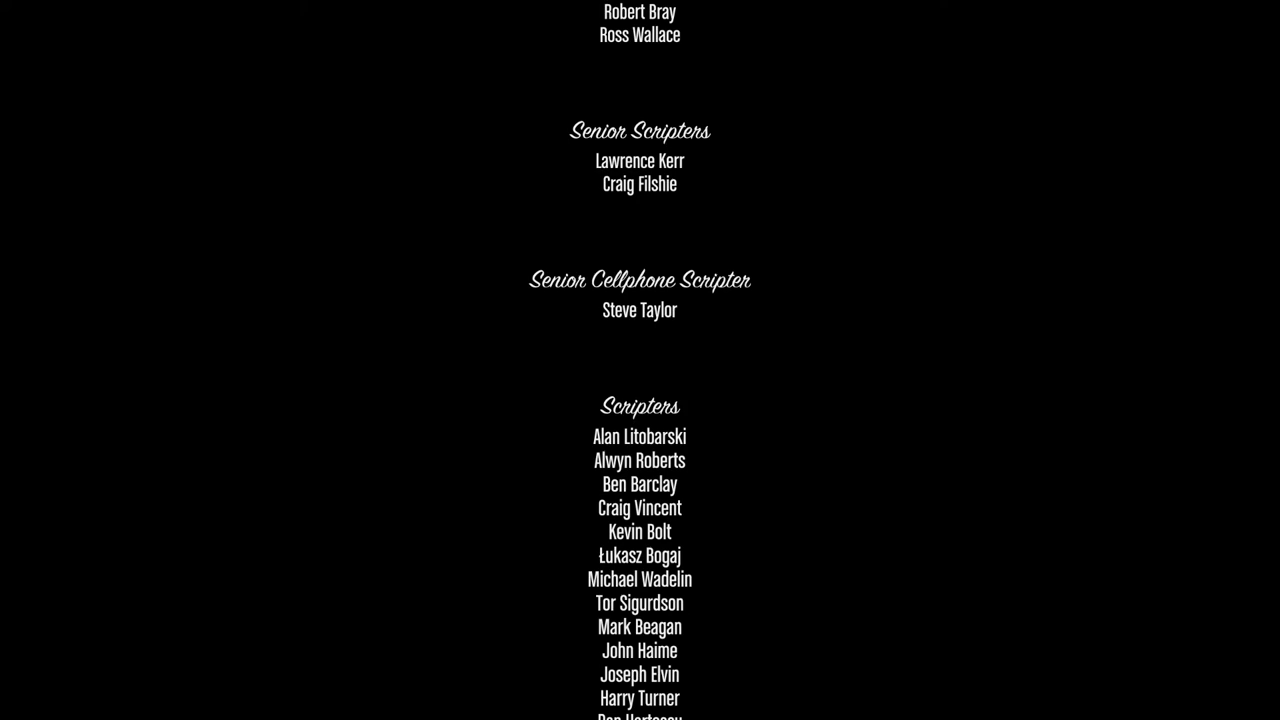 Robert Bray
Ross Wallace
Senior Scripters
Lawrence Kerr
Craig Filshie
Senior Cellphone Scripter
Steve Taylor
Scripters
Alan Litobarski
Alwyn Roberts
Ben Barclay
Craig Vincent
Kevin Bolt
Łukasz Bogaj
Michael Wadelin
Tor Sigurdson
Mark Beagan
John Haime
Joseph Elvin
Harry Turner